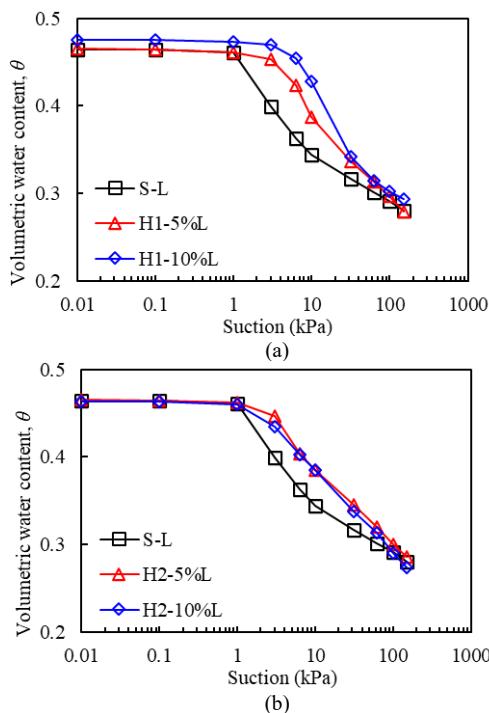 (a)
0.5
0.4
0.3
0.2
Volumetric water content, θ
S-L
H1-5%L
H1-10%L
0.01 0.1 1 10 100 1000
Suction (kPa)
(a)
0.5
0.4
0.3
0.2
Volumetric water content, θ
S-L
H2-5%L
H2-10%L
0.01 0.1 1 10 100 1000
Suction (kPa)
(b)